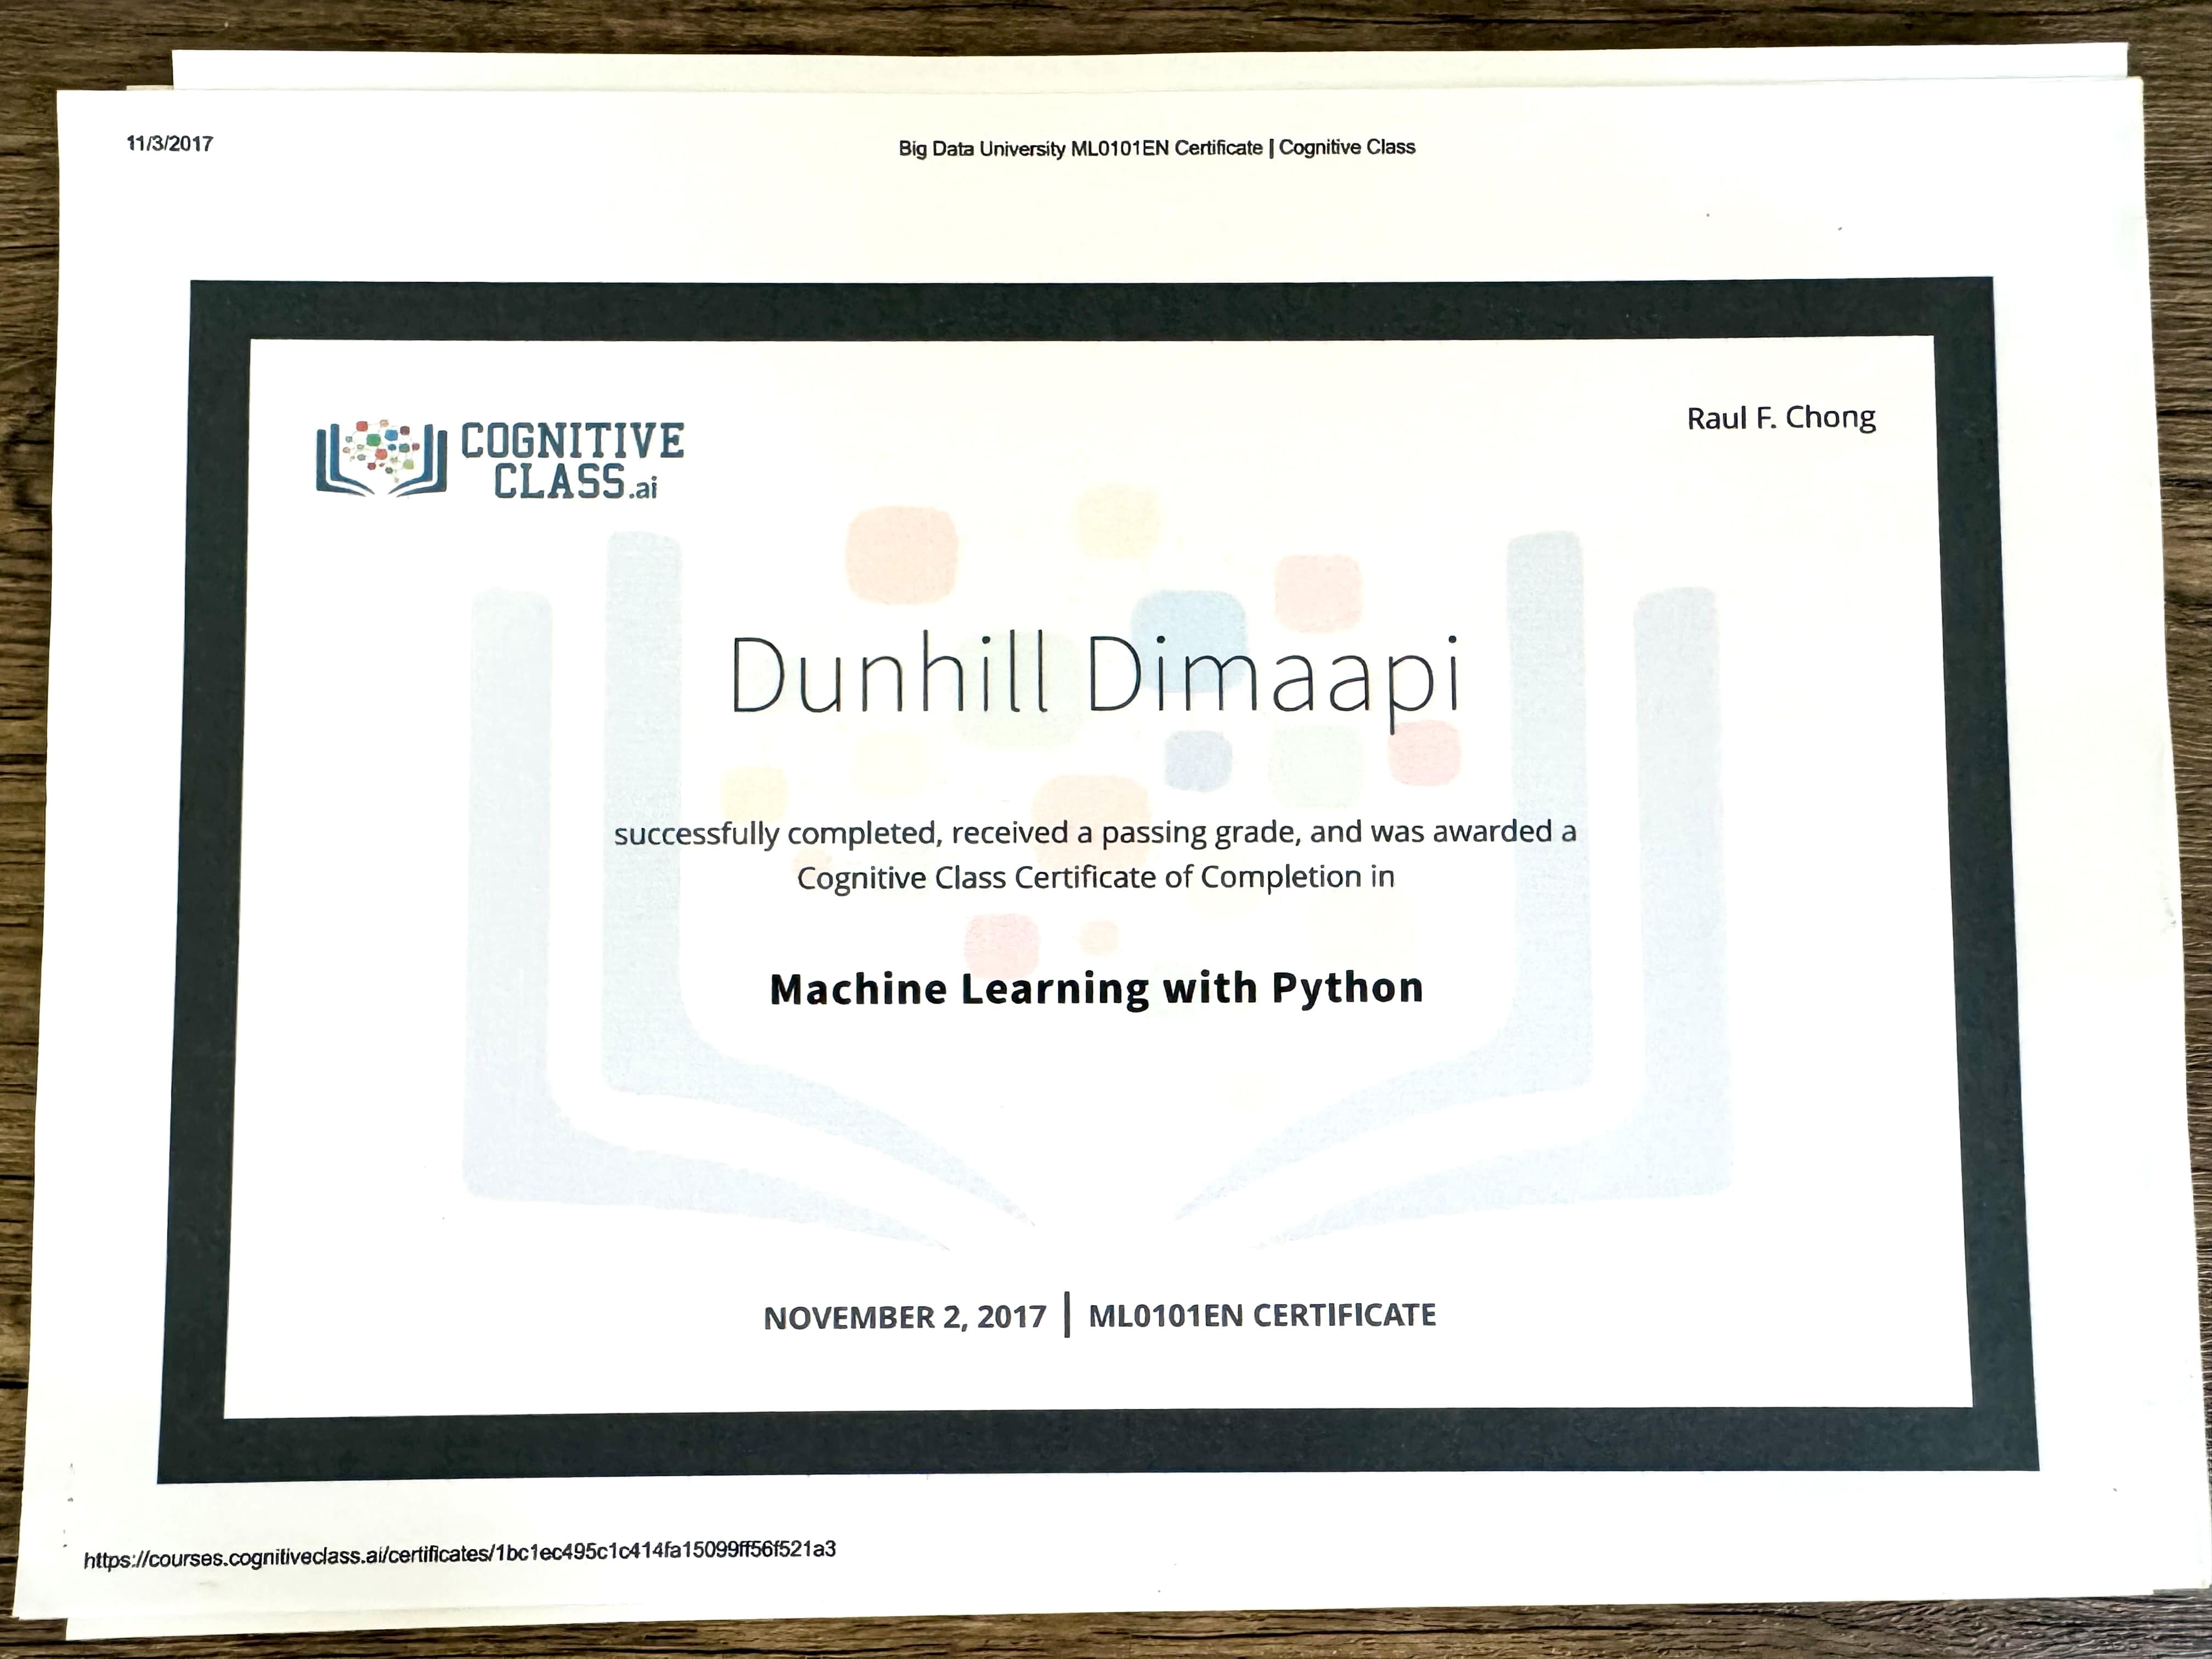 11/3/2017
Big Data University ML0101EN Certificate | Cognitive Class
COGNITIVE
CLASS.ai
Raul F. Chong
Dunhill Dimaapi
successfully completed, received a passing grade, and was awarded a
Cognitive Class Certificate of Completion in
Machine Learning with Python
NOVEMBER 2, 2017 | ML0101EN CERTIFICATE
https://courses.cognitiveclass.ai/certificates/1bc1ec495c1c414fa15099ff56f521a3